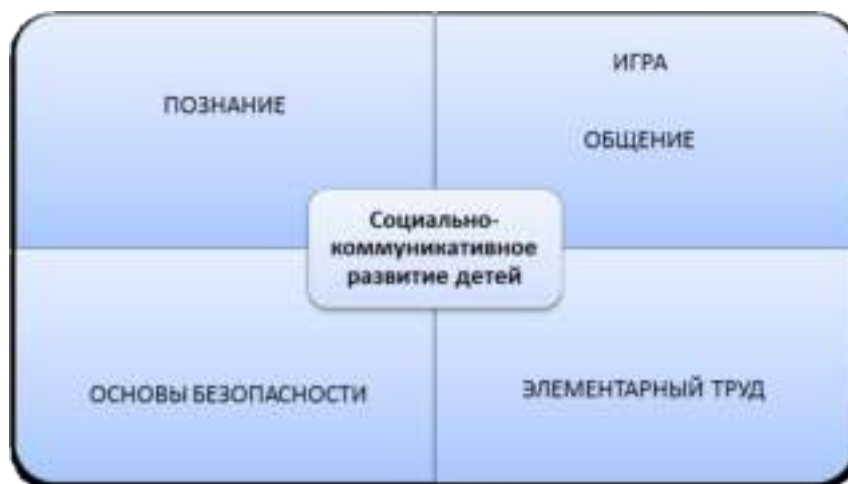 ПОЗНАНИЕ
ИГРА
ОБЩЕНИЕ
Социально-
коммуникативное
развитие детей
ОСНОВЫ БЕЗОПАСНОСТИ
ЭЛЕМЕНТАРНЫЙ ТРУД